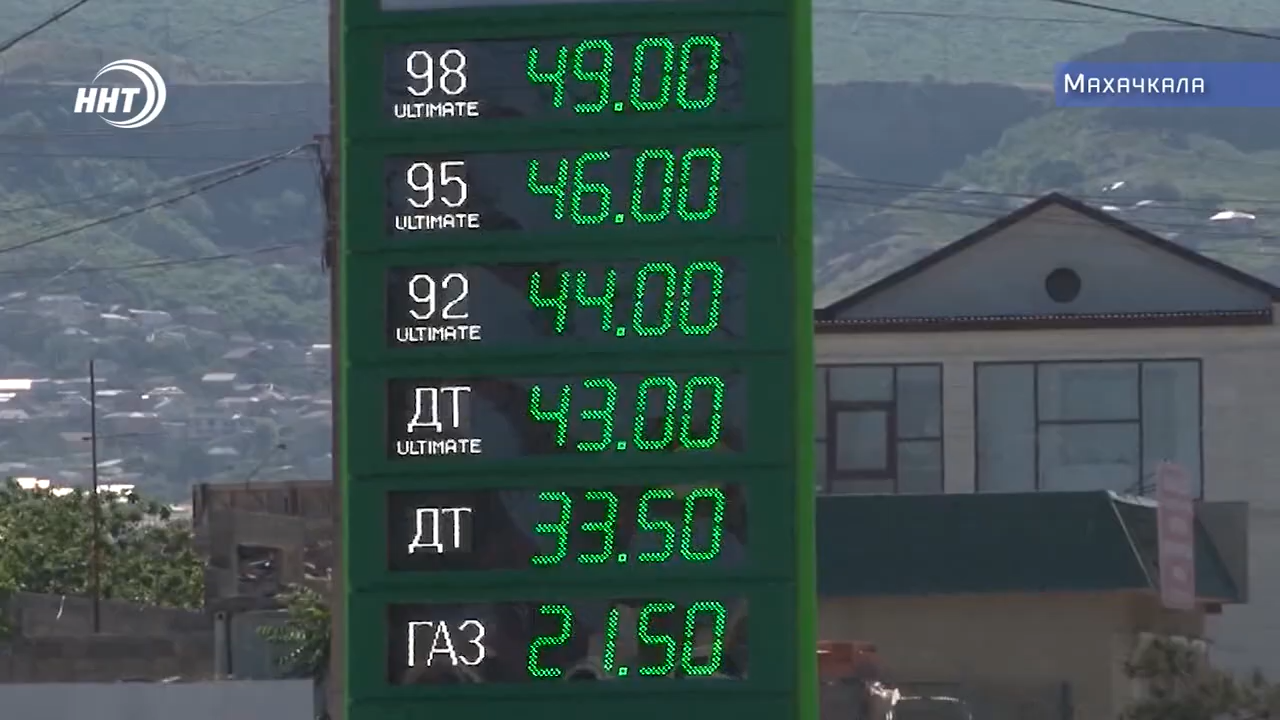 ННТ
Махачкала
98 49.00
ULTIMATE
95 46.00
ULTIMATE
92 44.00
ULTIMATE
ДТ 43.00
ULTIMATE
ДТ 33.50
ГАЗ 21.50